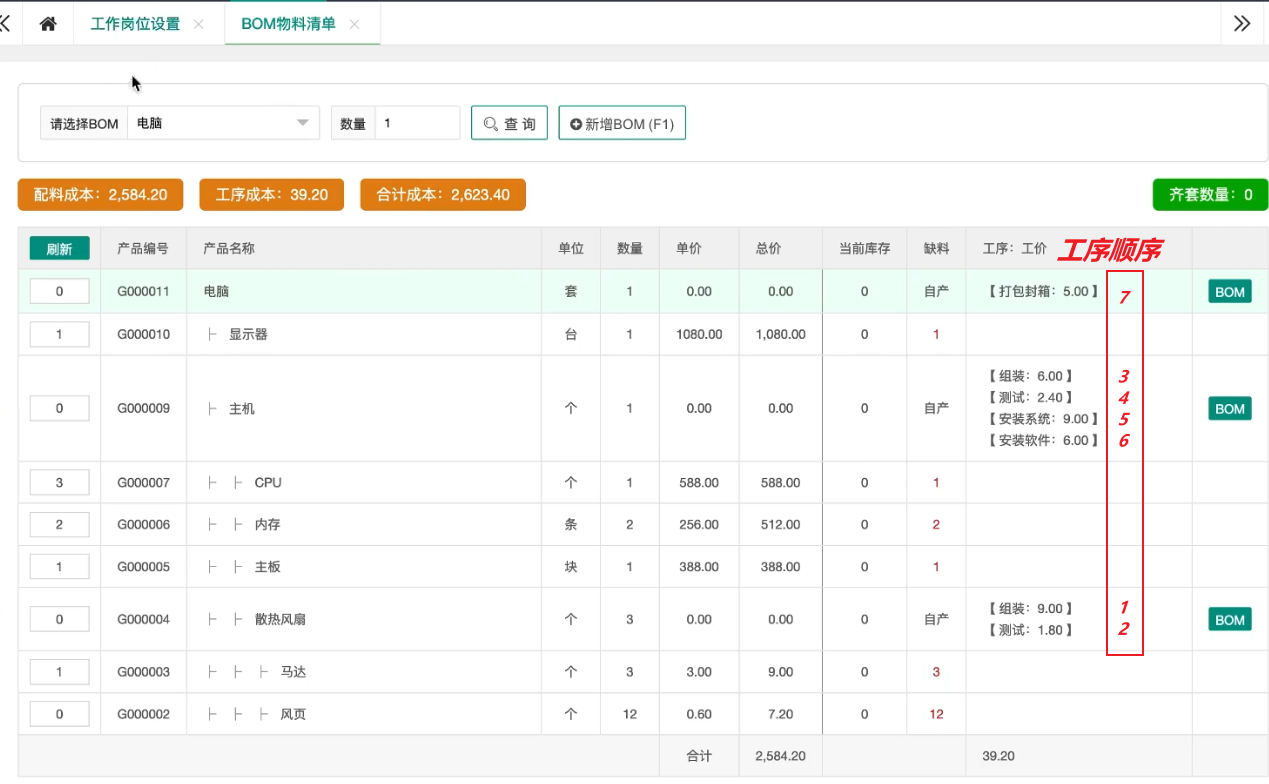 工作岗位设置
BOM物料清单
请选择BOM 电脑 数量 1 查 询 新增BOM (F1)
配料成本：2,584.20 工序成本：39.20 合计成本：2,623.40 齐套数量：0
刷新 产品编号 产品名称 单位 数量 单价 总价 当前库存 缺料 工序：工价 工序顺序
0 G000011 电脑 套 1 0.00 0.00 0 自产 【 打包封箱：5.00 】 7 BOM
1 G000010 ├ 显示器 台 1 1080.00 1,080.00 0 1
0 G000009 ├ 主机 个 1 0.00 0.00 0 自产 【 组装：6.00 】 3
【 测试：2.40 】 4
【 安装系统：9.00 】 5
【 安装软件：6.00 】 6
BOM
3 G000007 ├ ├ CPU 个 1 588.00 588.00 0 1
2 G000006 ├ ├ 内存 条 2 256.00 512.00 0 2
1 G000005 ├ ├ 主板 块 1 388.00 388.00 0 1
0 G000004 ├ ├ 散热风扇 个 3 0.00 0.00 0 自产 【 组装：9.00 】 1
【 测试：1.80 】 2
BOM
1 G000003 ├ ├ ├ 马达 个 3 3.00 9.00 0 3
0 G000002 ├ ├ ├ 风页 个 12 0.60 7.20 0 12
合计 2,584.20 39.20